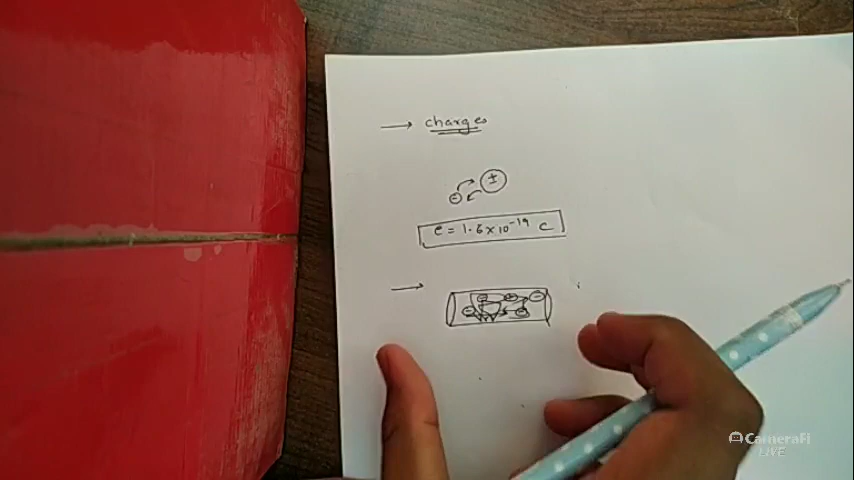 → charges
- ±
e = 1.6 × 10⁻¹⁹ C
→
CameraFi
LIVE